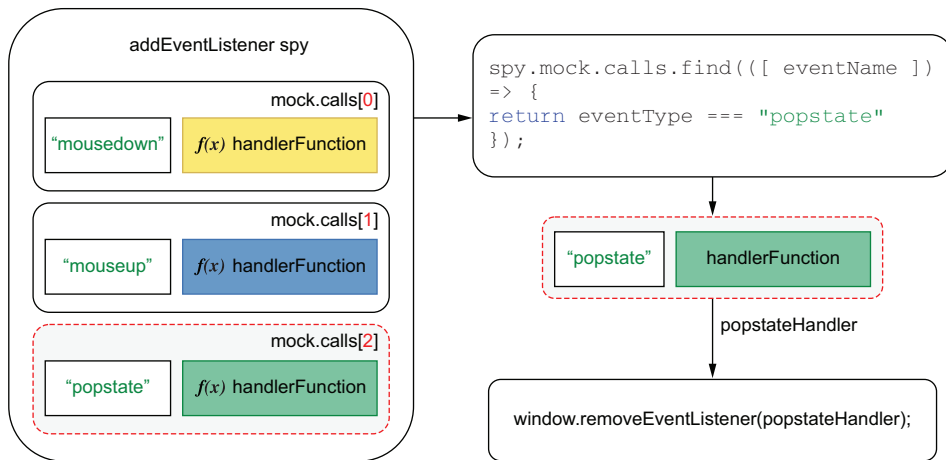 addEventListener spy
mock.calls[0]
“mousedown”
f(x) handlerFunction
mock.calls[1]
“mouseup”
f(x) handlerFunction
mock.calls[2]
“popstate”
f(x) handlerFunction
spy.mock.calls.find(([ eventName ])
=> {
return eventType === "popstate"
});
“popstate”
handlerFunction
popstateHandler
window.removeEventListener(popstateHandler);